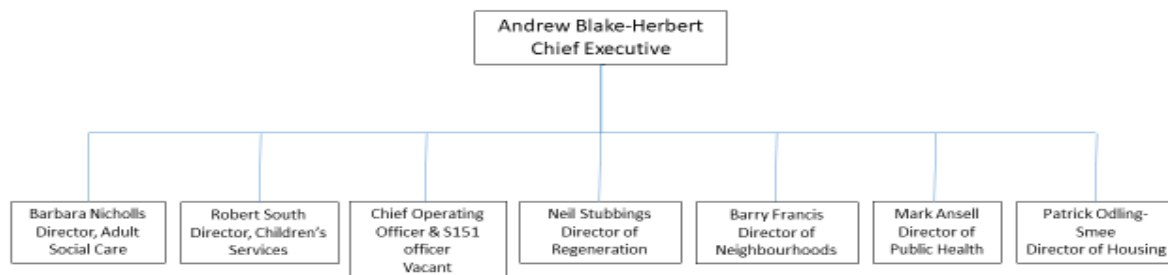 Andrew Blake-Herbert
Chief Executive
Barbara Nicholls
Director, Adult
Social Care
Robert South
Director, Children's
Services
Chief Operating
Officer & S151
officer
Vacant
Neil Stubbings
Director of
Regeneration
Barry Francis
Director of
Neighbourhoods
Mark Ansell
Director of
Public Health
Patrick Odling-
Smee
Director of Housing